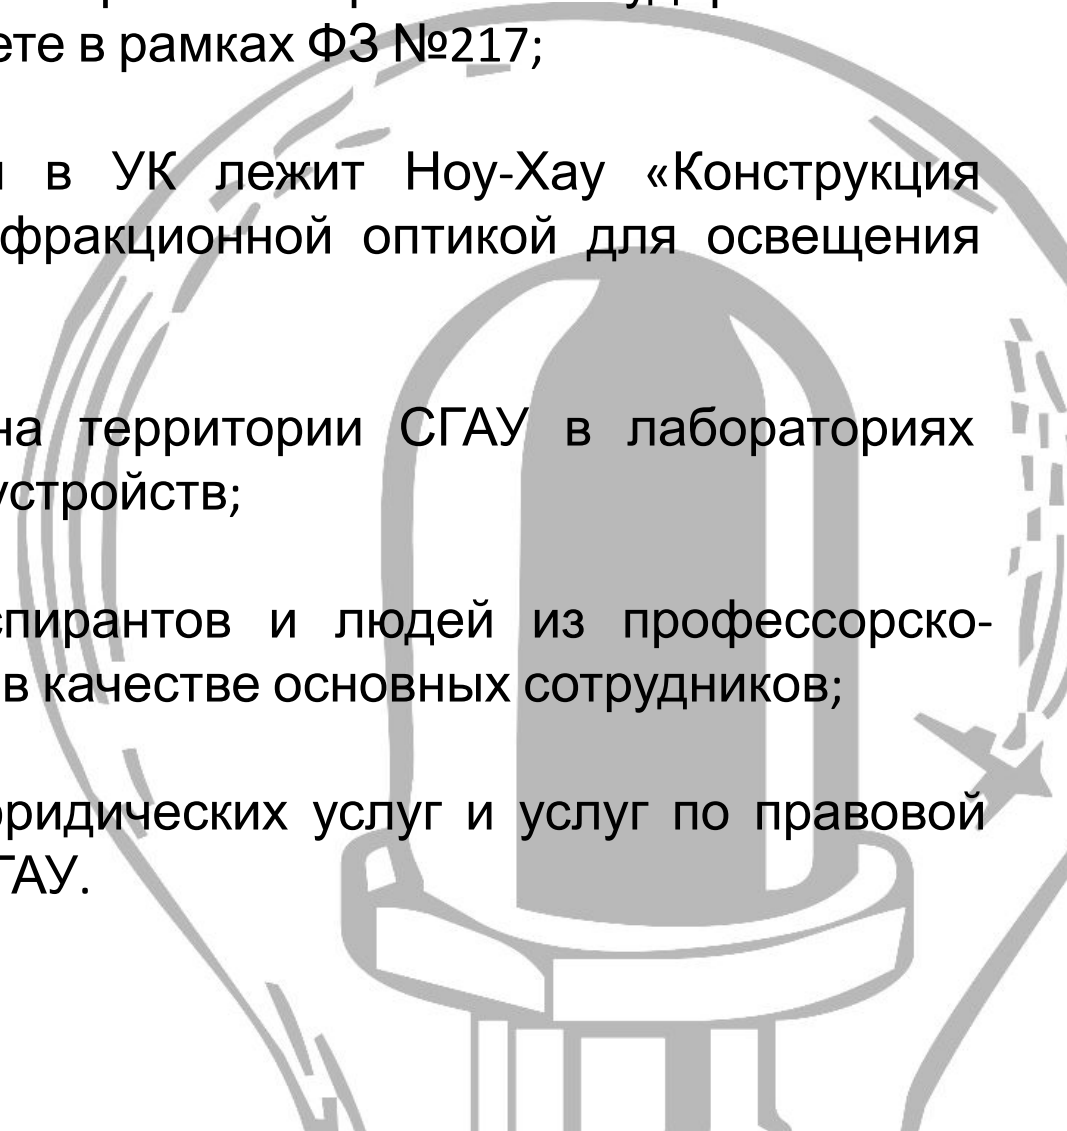 ете в рамках ФЗ №217;
в УК лежит Ноу-Хау «Конструкция
фракционной оптикой для освещения
на территории СГАУ в лабораториях
устройств;
спирантов и людей из профессорско-
в качестве основных сотрудников;
ридических услуг и услуг по правовой
ГАУ.